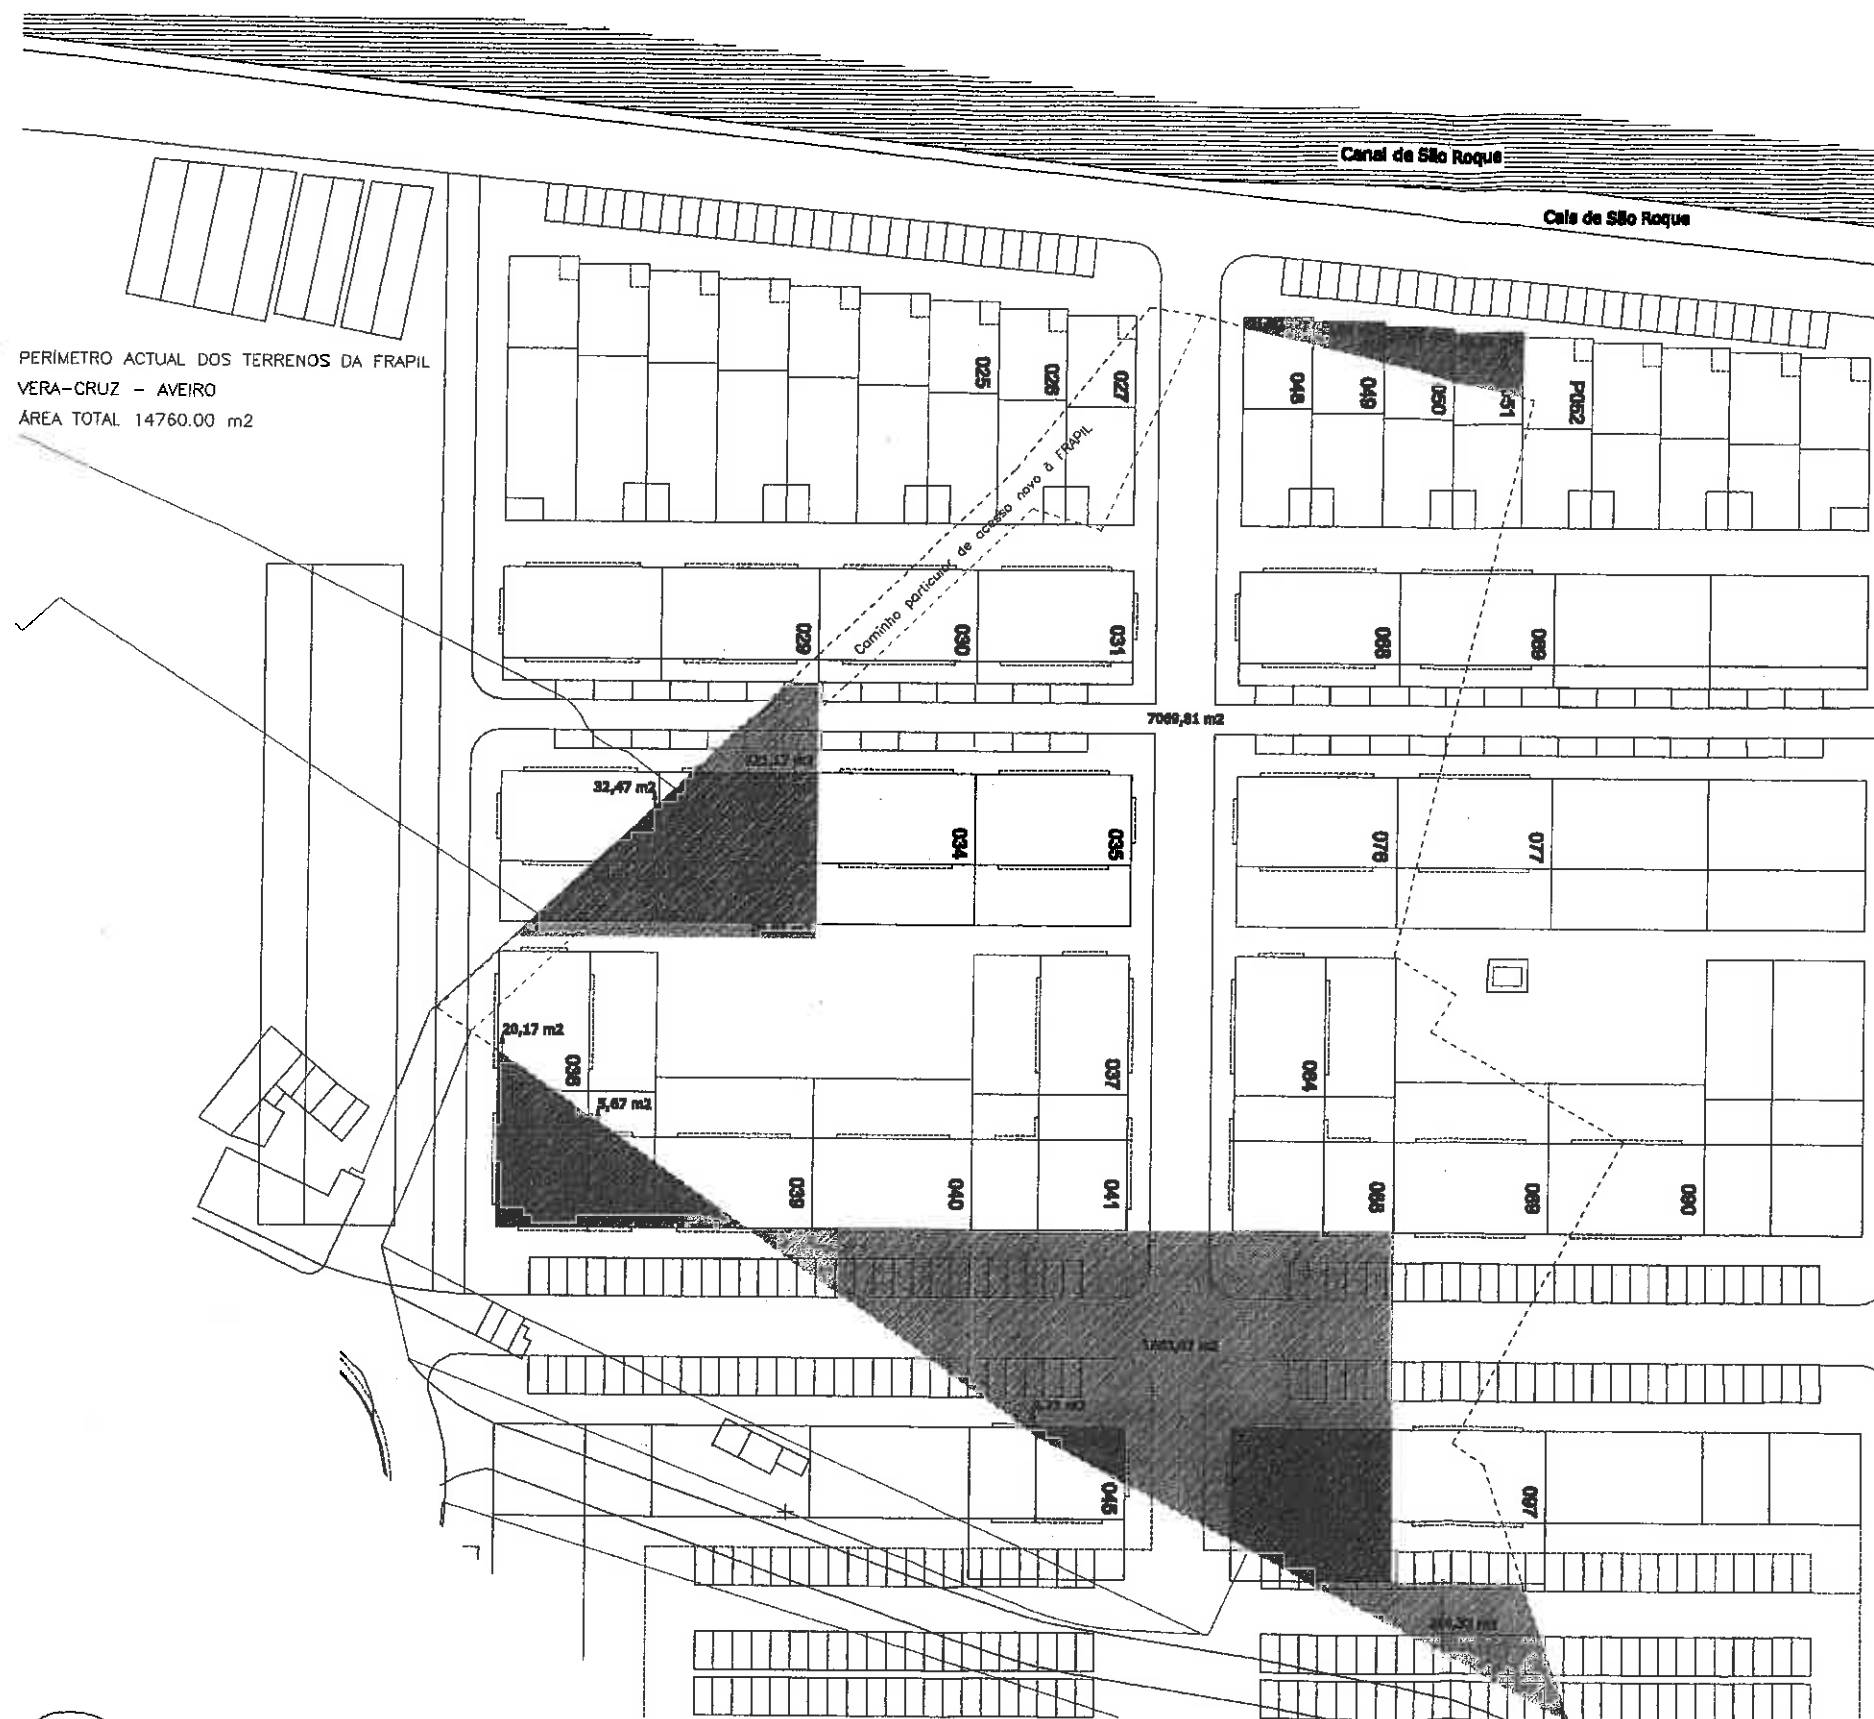 Canal de São Roque
Cais de São Roque
PERÍMETRO ACTUAL DOS TERRENOS DA FRAPIL
VERA-CRUZ - AVEIRO
ÁREA TOTAL 14760.00 m2
025
026
027
048
049
050
051
P052
Caminho particular de acesso novo à FRAPIL
029
030
031
068
069
7069,81 m2
32,47 m2
034
035
076
077
20,17 m2
036
5,67 m2
037
084
039
040
041
088
089
090
045
097